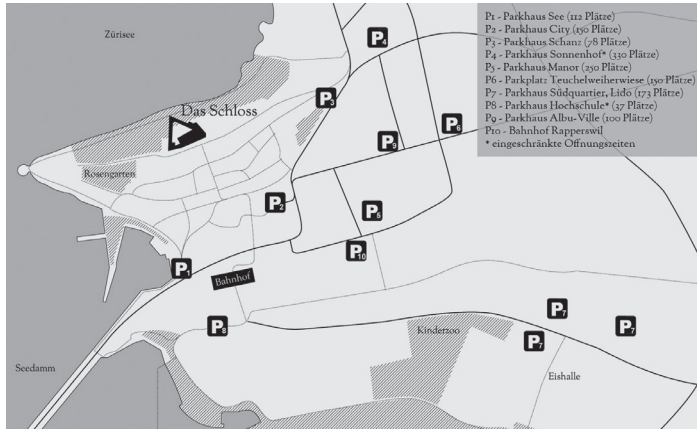 Zürisee
P4
P1 - Parkhaus See (112 Plätze)
P2 - Parkhaus City (150 Plätze)
P3 - Parkhaus Schanz (78 Plätze)
P4 - Parkhaus Sonnenhof* (330 Plätze)
P5 - Parkhaus Manor (250 Plätze)
P6 - Parkplatz Teuchelweiherwiese (150 Plätze)
P7 - Parkhaus Südquartier, Lido (173 Plätze)
P8 - Parkhaus Hochschule* (37 Plätze)
P9 - Parkhaus Albu-Ville (100 Plätze)
P10 - Bahnhof Rapperswil
* eingeschränkte Öffnungszeiten
P3
Das Schloss
P6
P9
Rosengarten
P2
P5
P10
P1
Bahnhof
P8
Kinderzoo
P7
P7
P7
Seedamm
Eishalle